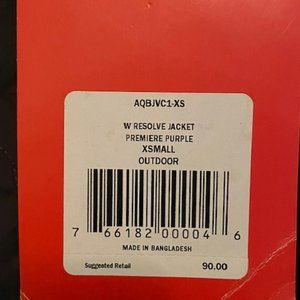 AQBJVC1-XS
W RESOLVE JACKET
PREMIERE PURPLE
XSMALL
OUTDOOR
7 66182 00004 6
MADE IN BANGLADESH
Suggested Retail 90.00